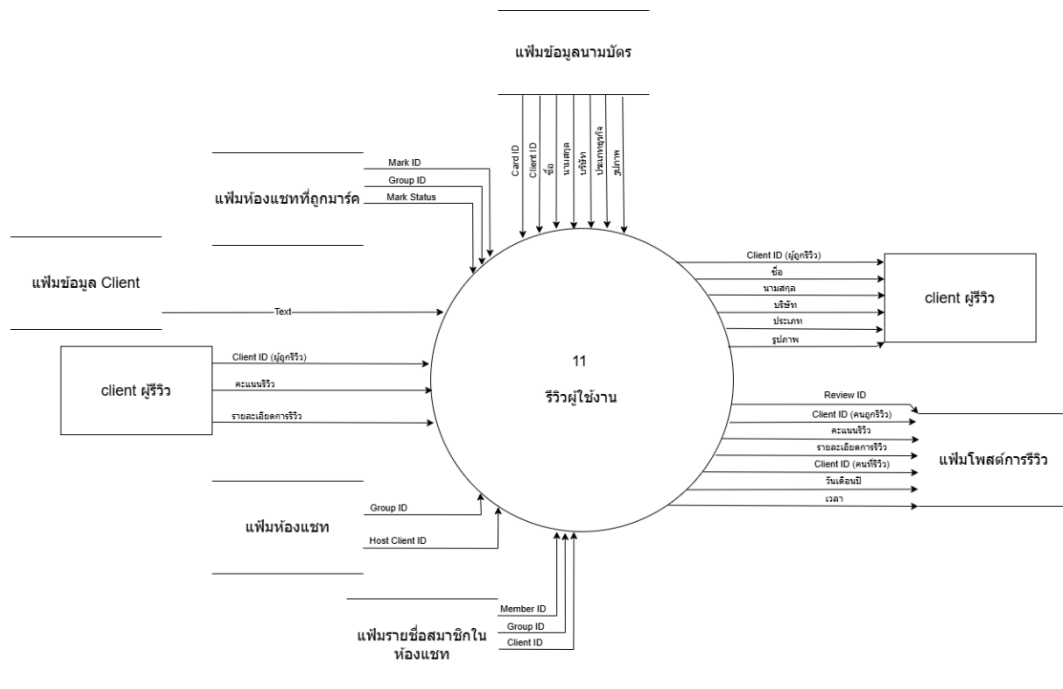 แฟ้มข้อมูลนามบัตร
Card ID
Client ID
ชื่อ
นามสกุล
บริษัท
ประเภทธุรกิจ
รูปภาพ
แฟ้มห้องแชทที่ถูกมาร์ค
Mark ID
Group ID
Mark Status
แฟ้มข้อมูล Client
Text
client ผู้รีวิว
Client ID (ผู้ถูกรีวิว)
คะแนนรีวิว
รายละเอียดการรีวิว
11
รีวิวผู้ใช้งาน
Client ID (ผู้ถูกรีวิว)
ชื่อ
นามสกุล
บริษัท
ประเภท
รูปภาพ
client ผู้รีวิว
Review ID
Client ID (คนถูกรีวิว)
คะแนนรีวิว
รายละเอียดการรีวิว
Client ID (คนที่รีวิว)
วันเดือนปี
เวลา
แฟ้มโพสต์การรีวิว
แฟ้มห้องแชท
Group ID
Host Client ID
แฟ้มรายชื่อสมาชิกใน
ห้องแชท
Member ID
Group ID
Client ID